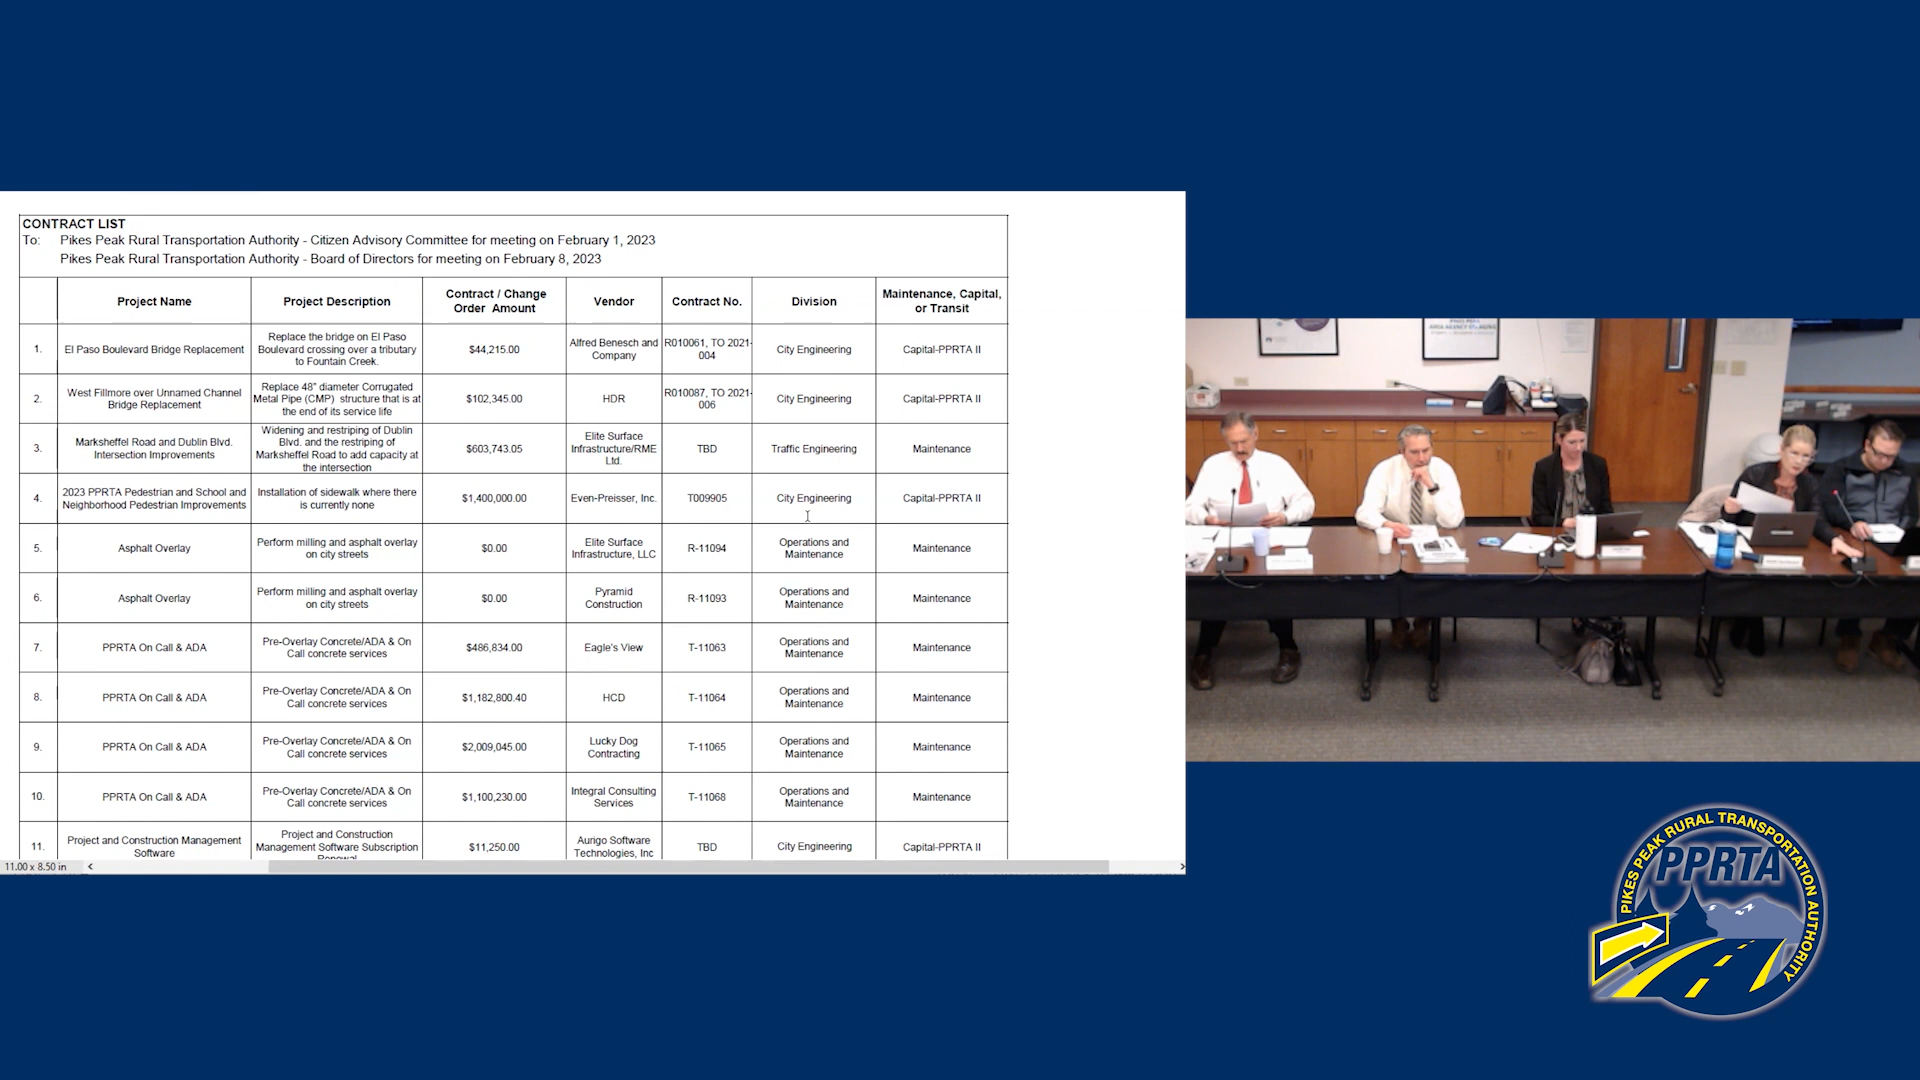 CONTRACT LIST
To: Pikes Peak Rural Transportation Authority - Citizen Advisory Committee for meeting on February 1, 2023
Pikes Peak Rural Transportation Authority - Board of Directors for meeting on February 8, 2023
Project Name Project Description Contract / Change Order Amount Vendor Contract No. Division Maintenance, Capital, or Transit
1. El Paso Boulevard Bridge Replacement Replace the bridge on El Paso Boulevard crossing over a tributary to Fountain Creek. $44,215.00 Alfred Benesch and Company R010061, TO 2021-004 City Engineering Capital-PPRTA II
2. West Fillmore over Unnamed Channel Bridge Replacement Replace 48" diameter Corrugated Metal Pipe (CMP) structure that is at the end of its service life $102,345.00 HDR R010087, TO 2021-006 City Engineering Capital-PPRTA II
3. Marksheffel Road and Dublin Blvd. Intersection Improvements Widening and restriping of Dublin Blvd. and the restriping of Marksheffel Road to add capacity at the intersection $603,743.05 Elite Surface Infrastructure/RME Ltd. TBD Traffic Engineering Maintenance
4. 2023 PPRTA Pedestrian and School and Neighborhood Pedestrian Improvements Installation of sidewalk where there is currently none $1,400,000.00 Even-Preisser, Inc. T009905 City Engineering Capital-PPRTA II
5. Asphalt Overlay Perform milling and asphalt overlay on city streets $0.00 Elite Surface Infrastructure, LLC R-11094 Operations and Maintenance Maintenance
6. Asphalt Overlay Perform milling and asphalt overlay on city streets $0.00 Pyramid Construction R-11093 Operations and Maintenance Maintenance
7. PPRTA On Call & ADA Pre-Overlay Concrete/ADA & On Call concrete services $486,834.00 Eagle's View T-11063 Operations and Maintenance Maintenance
8. PPRTA On Call & ADA Pre-Overlay Concrete/ADA & On Call concrete services $1,182,800.40 HCD T-11064 Operations and Maintenance Maintenance
9. PPRTA On Call & ADA Pre-Overlay Concrete/ADA & On Call concrete services $2,009,045.00 Lucky Dog Contracting T-11065 Operations and Maintenance Maintenance
10. PPRTA On Call & ADA Pre-Overlay Concrete/ADA & On Call concrete services $1,100,230.00 Integral Consulting Services T-11068 Operations and Maintenance Maintenance
11. Project and Construction Management Software Project and Construction Management Software Subscription Renewal $11,250.00 Aurigo Software Technologies, Inc TBD City Engineering Capital-PPRTA II
11.00 x 8.50 in
PIKES PEAK RURAL TRANSPORTATION AUTHORITY
PPRTA